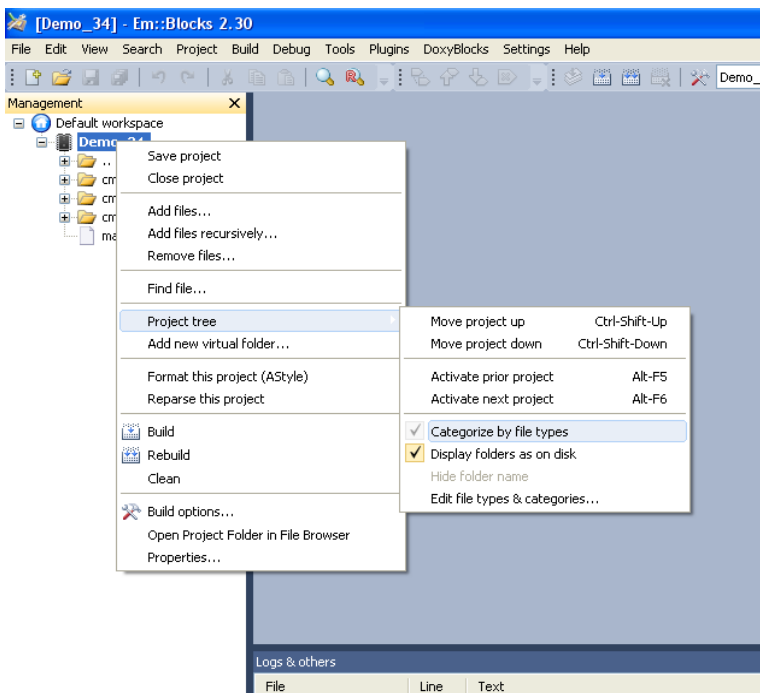 [Demo_34] - Em::Blocks 2.30
File Edit View Search Project Build Debug Tools Plugins DoxyBlocks Settings Help
Demo_
Management
Default workspace
..
Save project
Close project
Add files...
Add files recursively...
Remove files...
Find file...
Project tree
Add new virtual folder...
Format this project (AStyle)
Reparse this project
Build
Rebuild
Clean
Build options...
Open Project Folder in File Browser
Properties...
Move project up Ctrl-Shift-Up
Move project down Ctrl-Shift-Down
Activate prior project Alt-F5
Activate next project Alt-F6
Categorize by file types
Display folders as on disk
Hide folder name
Edit file types & categories...
Logs & others
File Line Text